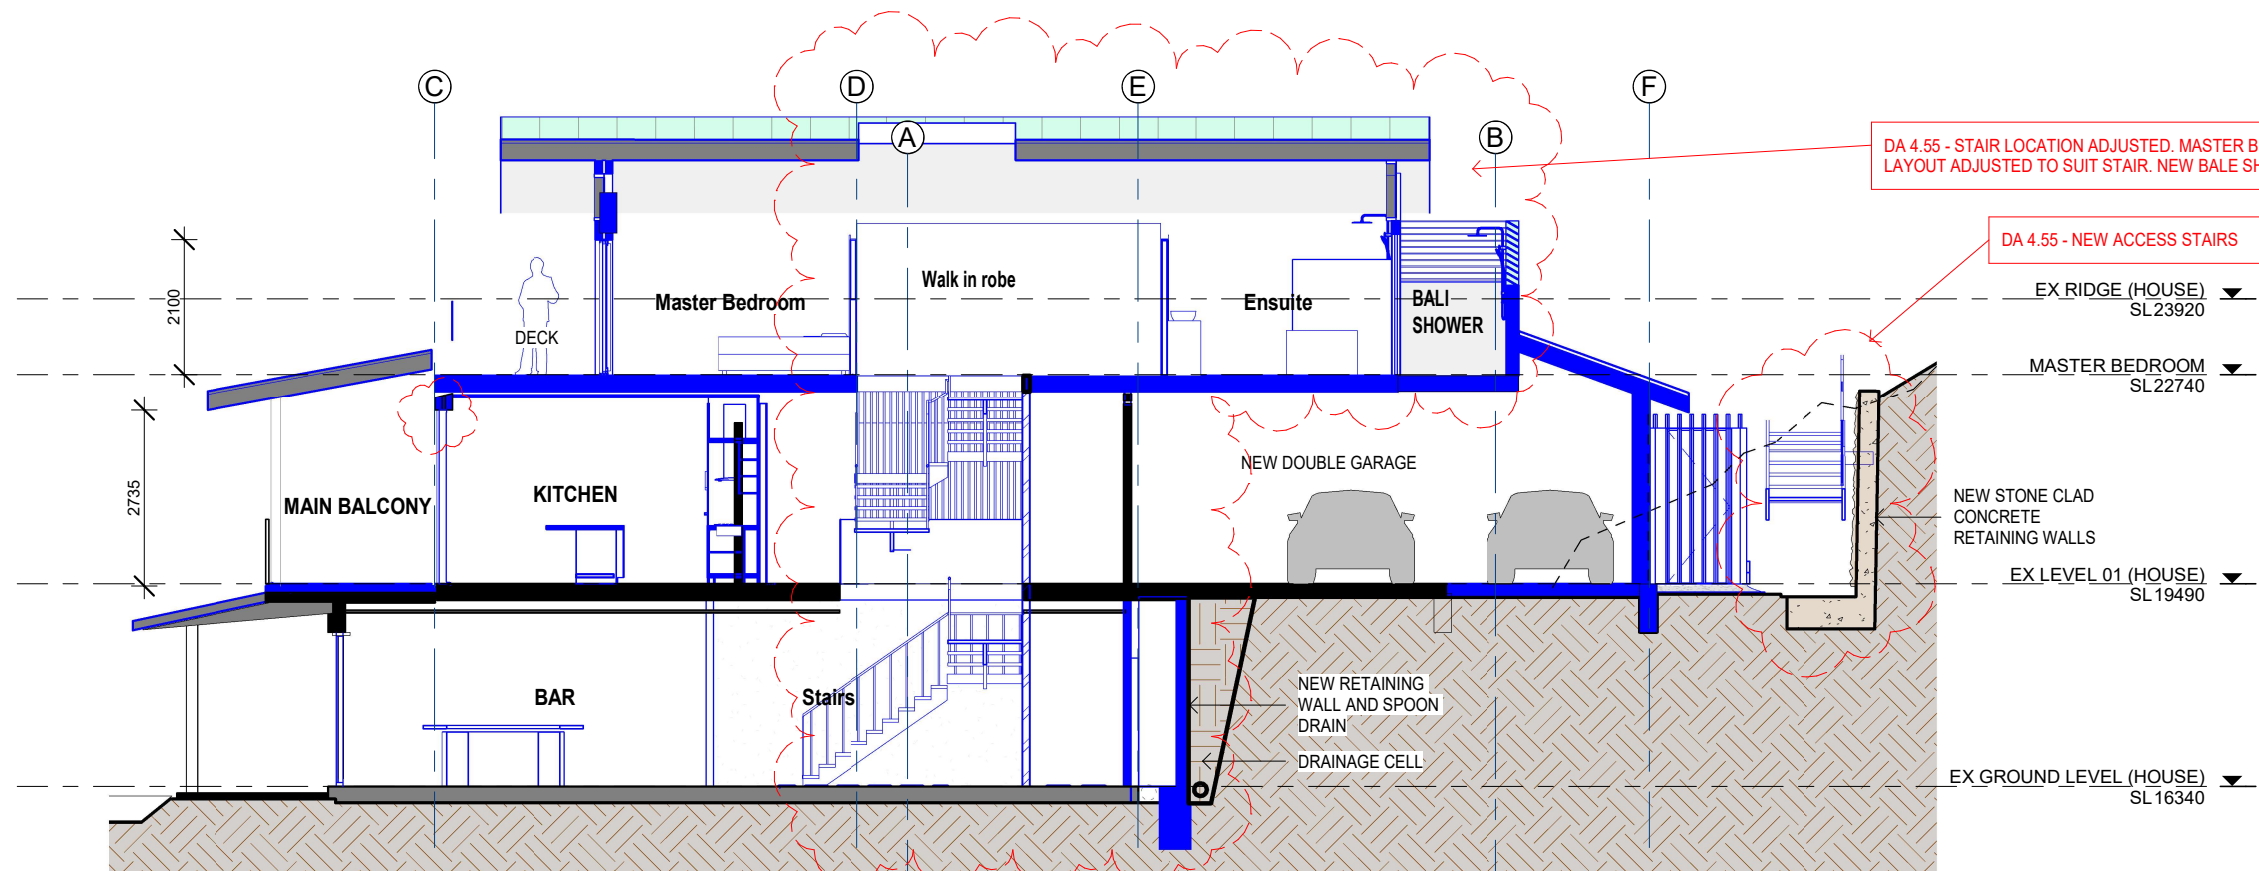 C
D
E
F
A
B
DA 4.55 - STAIR LOCATION ADJUSTED. MASTER B
LAYOUT ADJUSTED TO SUIT STAIR. NEW BALE SH
DA 4.55 - NEW ACCESS STAIRS
2100
DECK
Master Bedroom
Walk in robe
Ensuite
BALI
SHOWER
EX RIDGE (HOUSE)
SL23920
MASTER BEDROOM
SL22740
2735
MAIN BALCONY
KITCHEN
NEW DOUBLE GARAGE
NEW STONE CLAD
CONCRETE
RETAINING WALLS
EX LEVEL 01 (HOUSE)
SL19490
BAR
Stairs
NEW RETAINING
WALL AND SPOON
DRAIN
DRAINAGE CELL
EX GROUND LEVEL (HOUSE)
SL16340